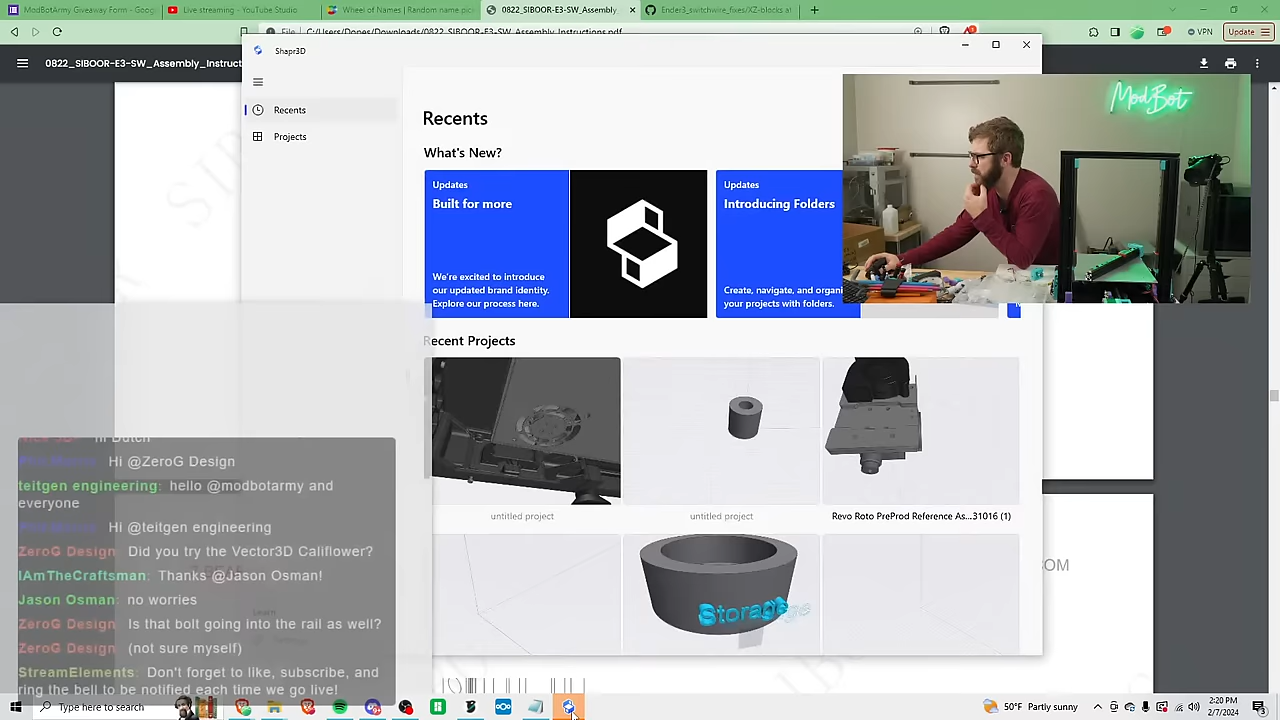 ModBotArmy Giveaway Form - Goog
Live streaming - YouTube Studio
Wheel of Names | Random name pic
0822_SIBOOR-E3-SW_Assembly
Ender3_switchwire_fixes/XZ-blocks at
File
C:/Users/Dones/Downloads/0822_SIBOOR-E3-SW_Assembly_Instructions.pdf
VPN
Update
0822_SIBOOR-E3-SW_Assembly_Instruct
Shapr3D
Recents
Projects
Recents
What's New?
Updates
Built for more
We're excited to introduce
our updated brand identity.
Explore our process here.
Updates
Introducing Folders
Create, navigate, and organi
your projects with folders.
ModBot
Recent Projects
untitled project
untitled project
Revo Roto PreProd Reference As...31016 (1)
Storage
hi Dutch
Hi @ZeroG Design
teitgen engineering: hello @modbotarmy and
everyone
Hi @teitgen engineering
ZeroG Design Did you try the Vector3D Califlower?
IAmTheCraftsman: Thanks @Jason Osman!
Jason Osman: no worries
ZeroG Design Is that bolt going into the rail as well?
ZeroG Design (not sure myself)
StreamElements: Don't forget to like, subscribe, and
ring the bell to be notified each time we go live!
.COM
Type here to search
50°F Partly sunny
2:20 PM
2/7/2024